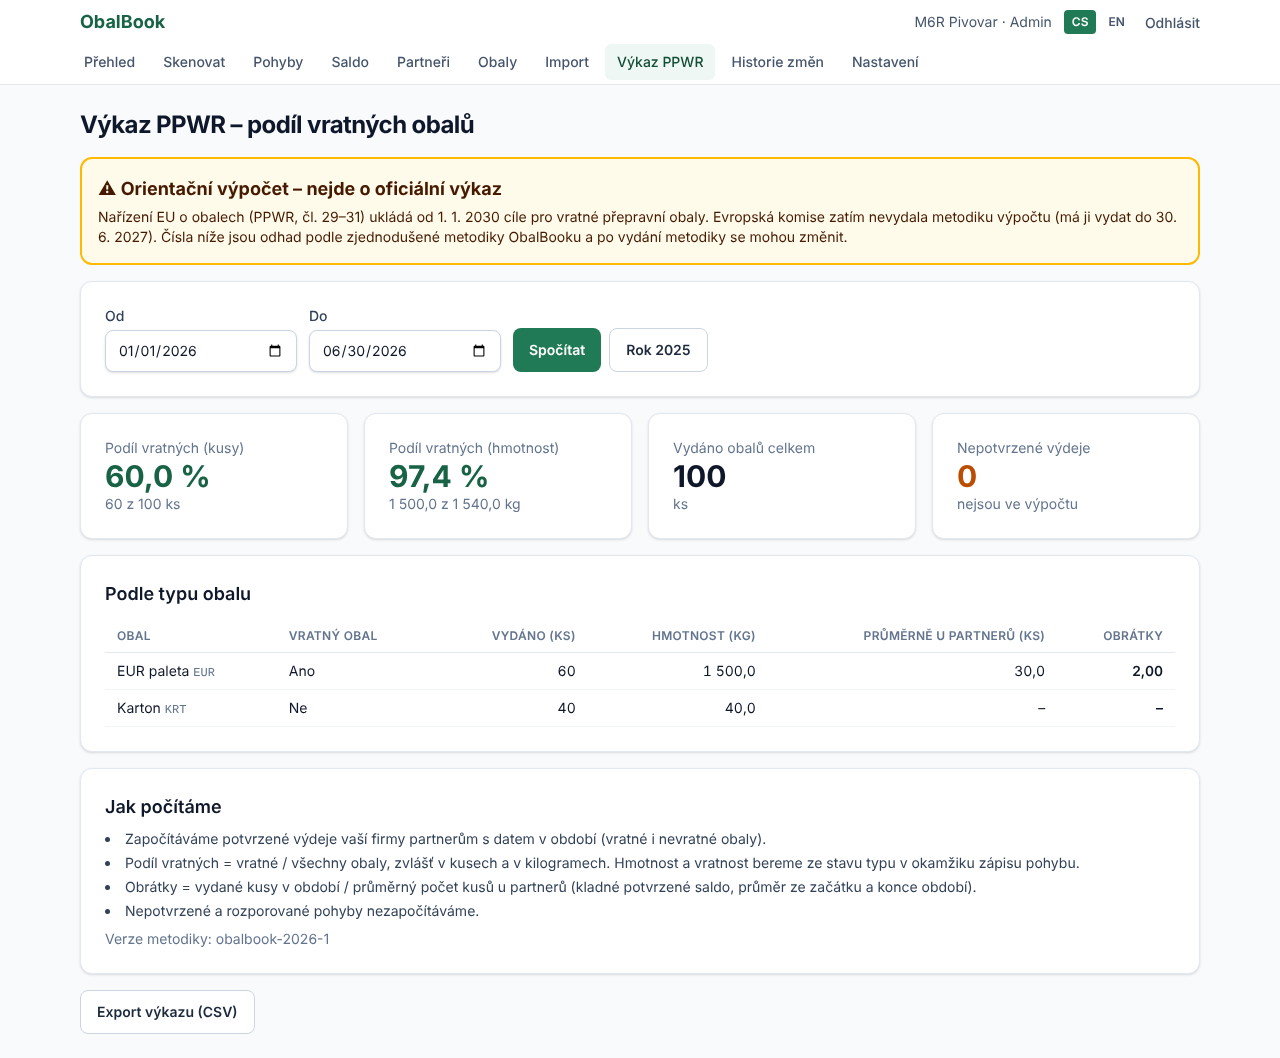 ObalBook
M6R Pivovar · Admin CS EN Odhlásit
Přehled Skenovat Pohyby Saldo Partneři Obaly Import Výkaz PPWR Historie změn Nastavení
Výkaz PPWR – podíl vratných obalů
⚠ Orientační výpočet – nejde o oficiální výkaz
Nařízení EU o obalech (PPWR, čl. 29–31) ukládá od 1. 1. 2030 cíle pro vratné přepravní obaly. Evropská komise zatím nevydala metodiku výpočtu (má ji vydat do 30.
6. 2027). Čísla níže jsou odhad podle zjednodušené metodiky ObalBooku a po vydání metodiky se mohou změnit.
Od Do
01/01/2026 06/30/2026 Spočítat Rok 2025
Podíl vratných (kusy)
60,0 %
60 z 100 ks
Podíl vratných (hmotnost)
97,4 %
1 500,0 z 1 540,0 kg
Vydáno obalů celkem
100
ks
Nepotvrzené výdeje
0
nejsou ve výpočtu
Podle typu obalu
OBAL VRATNÝ OBAL VYDÁNO (KS) HMOTNOST (KG) PRŮMĚRNĚ U PARTNERŮ (KS) OBRÁTKY
EUR paleta EUR Ano 60 1 500,0 30,0 2,00
Karton KRT Ne 40 40,0 – –
Jak počítáme
• Započítáváme potvrzené výdeje vaší firmy partnerům s datem v období (vratné i nevratné obaly).
• Podíl vratných = vratné / všechny obaly, zvlášť v kusech a v kilogramech. Hmotnost a vratnost bereme ze stavu typu v okamžiku zápisu pohybu.
• Obrátky = vydané kusy v období / průměrný počet kusů u partnerů (kladné potvrzené saldo, průměr ze začátku a konce období).
• Nepotvrzené a rozporované pohyby nezapočítáváme.
Verze metodiky: obalbook-2026-1
Export výkazu (CSV)